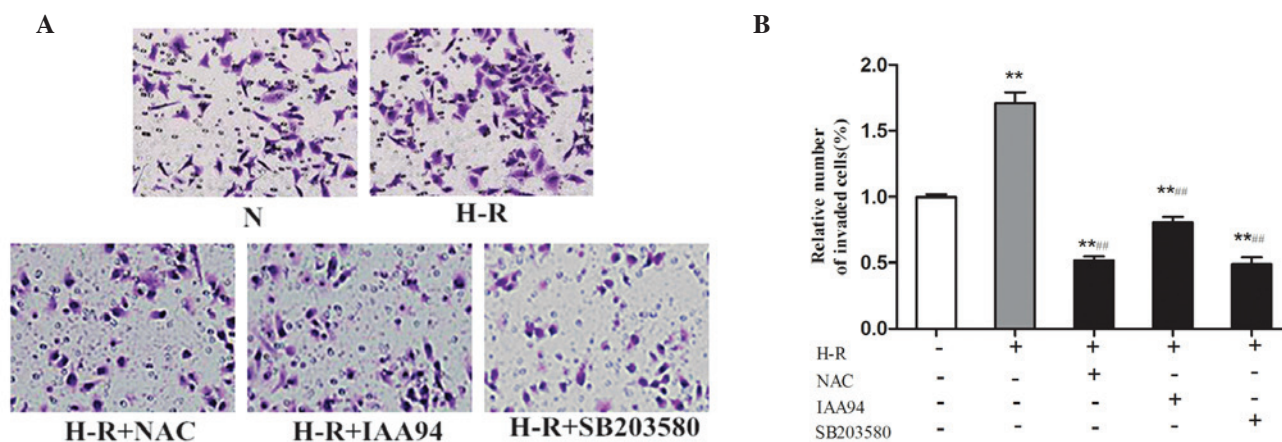 A
N
H-R
H-R+NAC
H-R+IAA94
H-R+SB203580
B
Relative number
of invaded cells(%)
2.0
1.5
1.0
0.5
0.0
**
**##
**##
**##
H-R - + + + +
NAC - - + - -
IAA94 - - - + -
SB203580 - - - - +